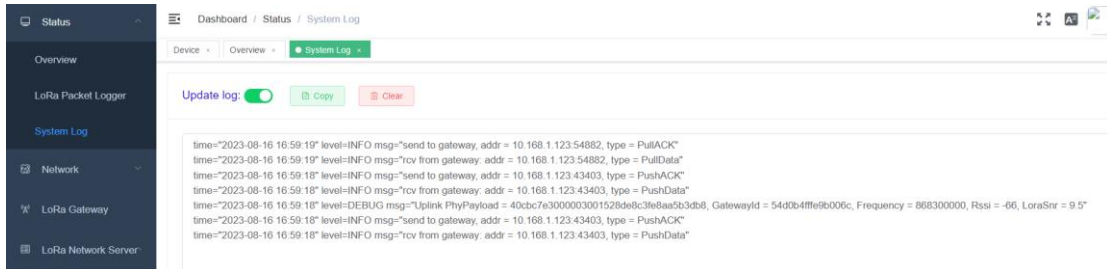 Status
Overview
LoRa Packet Logger
System Log
Network
LoRa Gateway
LoRa Network Server
Dashboard / Status / System Log
Device × Overview × System Log ×
Update log: Copy Clear
time="2023-08-16 16:59:19" level=INFO msg="send to gateway, addr = 10.168.1.123:54882, type = PullACK"
time="2023-08-16 16:59:19" level=INFO msg="rcv from gateway: addr = 10.168.1.123:54882, type = PullData"
time="2023-08-16 16:59:18" level=INFO msg="send to gateway, addr = 10.168.1.123:43403, type = PushACK"
time="2023-08-16 16:59:18" level=INFO msg="rcv from gateway: addr = 10.168.1.123:43403, type = PushData"
time="2023-08-16 16:59:18" level=DEBUG msg="Uplink PhyPayload = 40cbc7e3000003001528de8c3fe8aa5b3db8, GatewayId = 54d0b4fffe9b006c, Frequency = 868300000, Rssi = -66, LoraSnr = 9.5"
time="2023-08-16 16:59:18" level=INFO msg="send to gateway, addr = 10.168.1.123:43403, type = PushACK"
time="2023-08-16 16:59:18" level=INFO msg="rcv from gateway: addr = 10.168.1.123:43403, type = PushData"